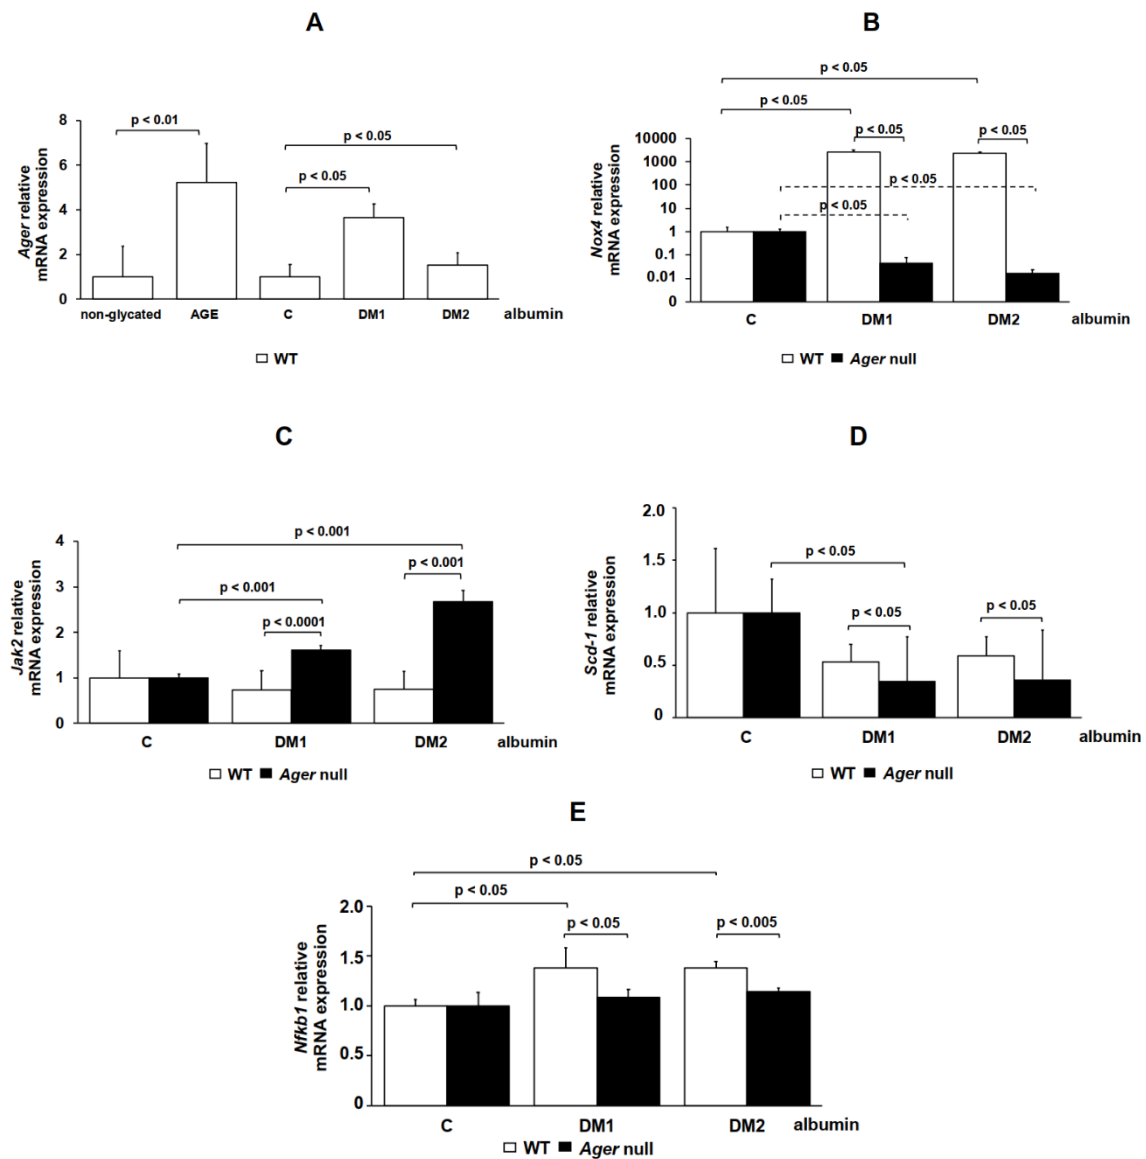 A
p < 0.01
p < 0.05
p < 0.05
Ager relative
mRNA expression
8
6
4
2
0
non-glycated AGE C DM1 DM2 albumin
WT
B
p < 0.05
p < 0.05
p < 0.05 p < 0.05
p < 0.05
p < 0.05
Nox4 relative
mRNA expression
10000
1000
100
10
1
0.1
0.01
0
C DM1 DM2 albumin
WT Ager null
C
p < 0.001
p < 0.001
p < 0.001
p < 0.0001
Jak2 relative
mRNA expression
4
3
2
1
0
C DM1 DM2 albumin
WT Ager null
D
p < 0.05
p < 0.05 p < 0.05
Scd-1 relative
mRNA expression
2.0
1.5
1.0
0.5
0
C DM1 DM2 albumin
WT Ager null
E
p < 0.05
p < 0.05
p < 0.05 p < 0.005
Nfkb1 relative
mRNA expression
2.0
1.5
1.0
0.5
0
C DM1 DM2 albumin
WT Ager null